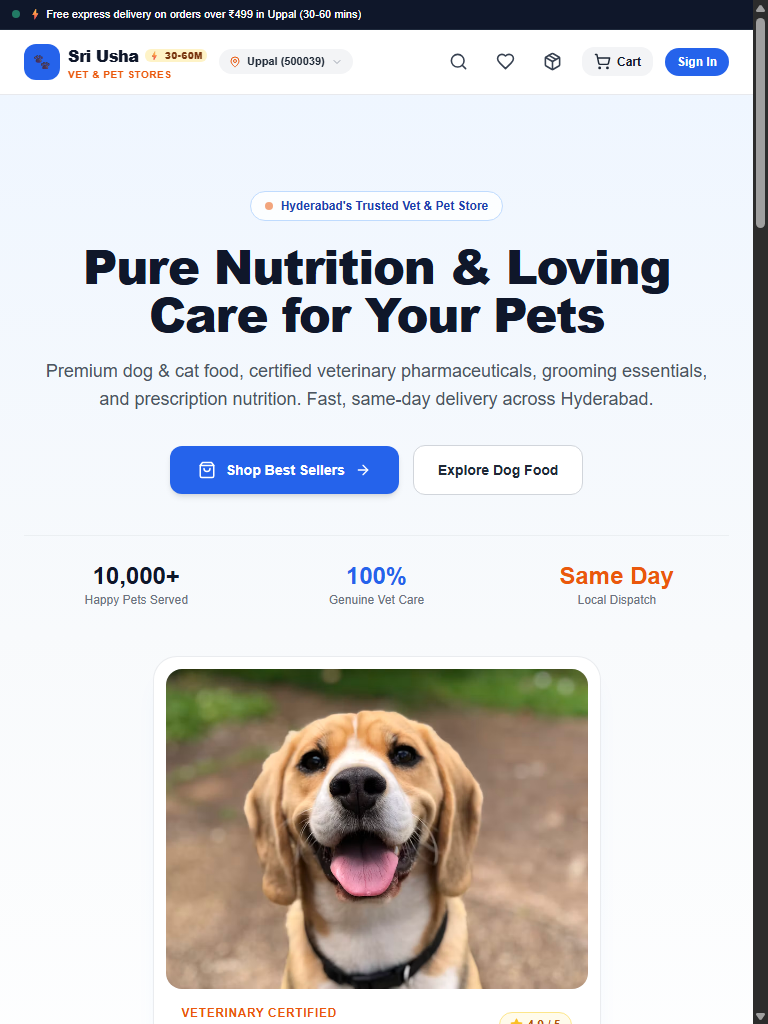 Free express delivery on orders over ₹499 in Uppal (30-60 mins)
Sri Usha
30-60M
VET & PET STORES
Uppal (500039)
Cart
Sign In
Hyderabad's Trusted Vet & Pet Store
Pure Nutrition & Loving
Care for Your Pets
Premium dog & cat food, certified veterinary pharmaceuticals, grooming essentials,
and prescription nutrition. Fast, same-day delivery across Hyderabad.
Shop Best Sellers
Explore Dog Food
10,000+
Happy Pets Served
100%
Genuine Vet Care
Same Day
Local Dispatch
VETERINARY CERTIFIED